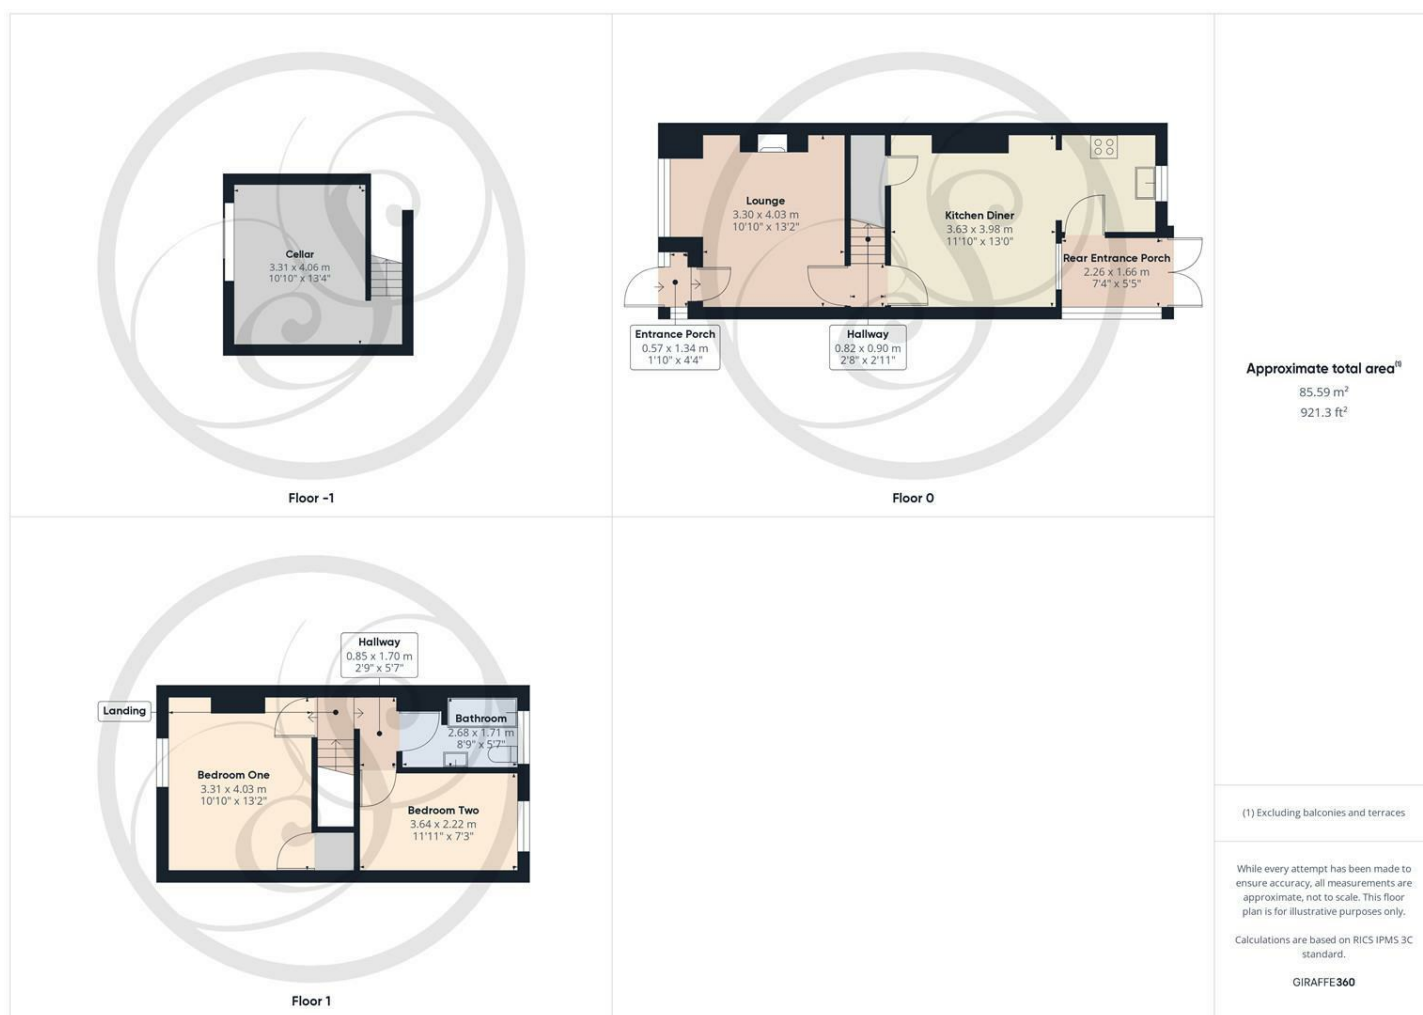 Cellar
3.31 x 4.06 m
10'10" x 13'4"
Floor -1
Lounge
3.30 x 4.03 m
10'10" x 13'2"
Kitchen Diner
3.63 x 3.98 m
11'10" x 13'0"
Rear Entrance Porch
2.26 x 1.66 m
7'4" x 5'5"
Entrance Porch
0.57 x 1.34 m
1'10" x 4'4"
Hallway
0.82 x 0.90 m
2'8" x 2'11"
Floor 0
Approximate total area(1)
85.59 m²
921.3 ft²
Hallway
0.85 x 1.70 m
2'9" x 5'7"
Landing
Bathroom
2.68 x 1.71 m
8'9" x 5'7"
Bedroom One
3.31 x 4.03 m
10'10" x 13'2"
Bedroom Two
3.64 x 2.22 m
11'11" x 7'3"
Floor 1
(1) Excluding balconies and terraces
While every attempt has been made to
ensure accuracy, all measurements are
approximate, not to scale. This floor
plan is for illustrative purposes only.
Calculations are based on RICS IPMS 3C
standard.
GIRAFFE360